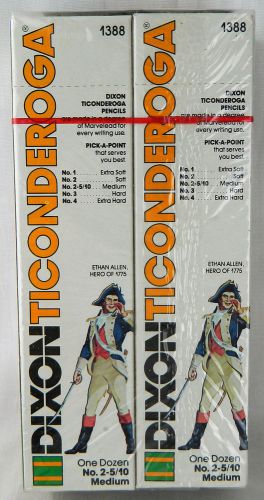 1388
DIXON TICONDEROGA®
DIXON
TICONDEROGA
PENCILS
are made in a degree
of Marvelead for
every writing use.
PICK-A-POINT
that serves
you best.
No. 1 . . . . Extra Soft
No. 2 . . . . . . . . Soft
No. 2-5/10 . . Medium
No. 3 . . . . . . . . Hard
No. 4 . . . . Extra Hard
ETHAN ALLEN,
HERO OF 1775
One Dozen
No. 2-5/10
Medium
1388
DIXON TICONDEROGA®
DIXON
TICONDEROGA
PENCILS
are made in a degree
of Marvelead for
every writing use.
PICK-A-POINT
that serves
you best.
No. 1 . . . . Extra Soft
No. 2 . . . . . . . . Soft
No. 2-5/10 . . Medium
No. 3 . . . . . . . . Hard
No. 4 . . . . Extra Hard
ETHAN ALLEN,
HERO OF 1775
One Dozen
No. 2-5/10
Medium